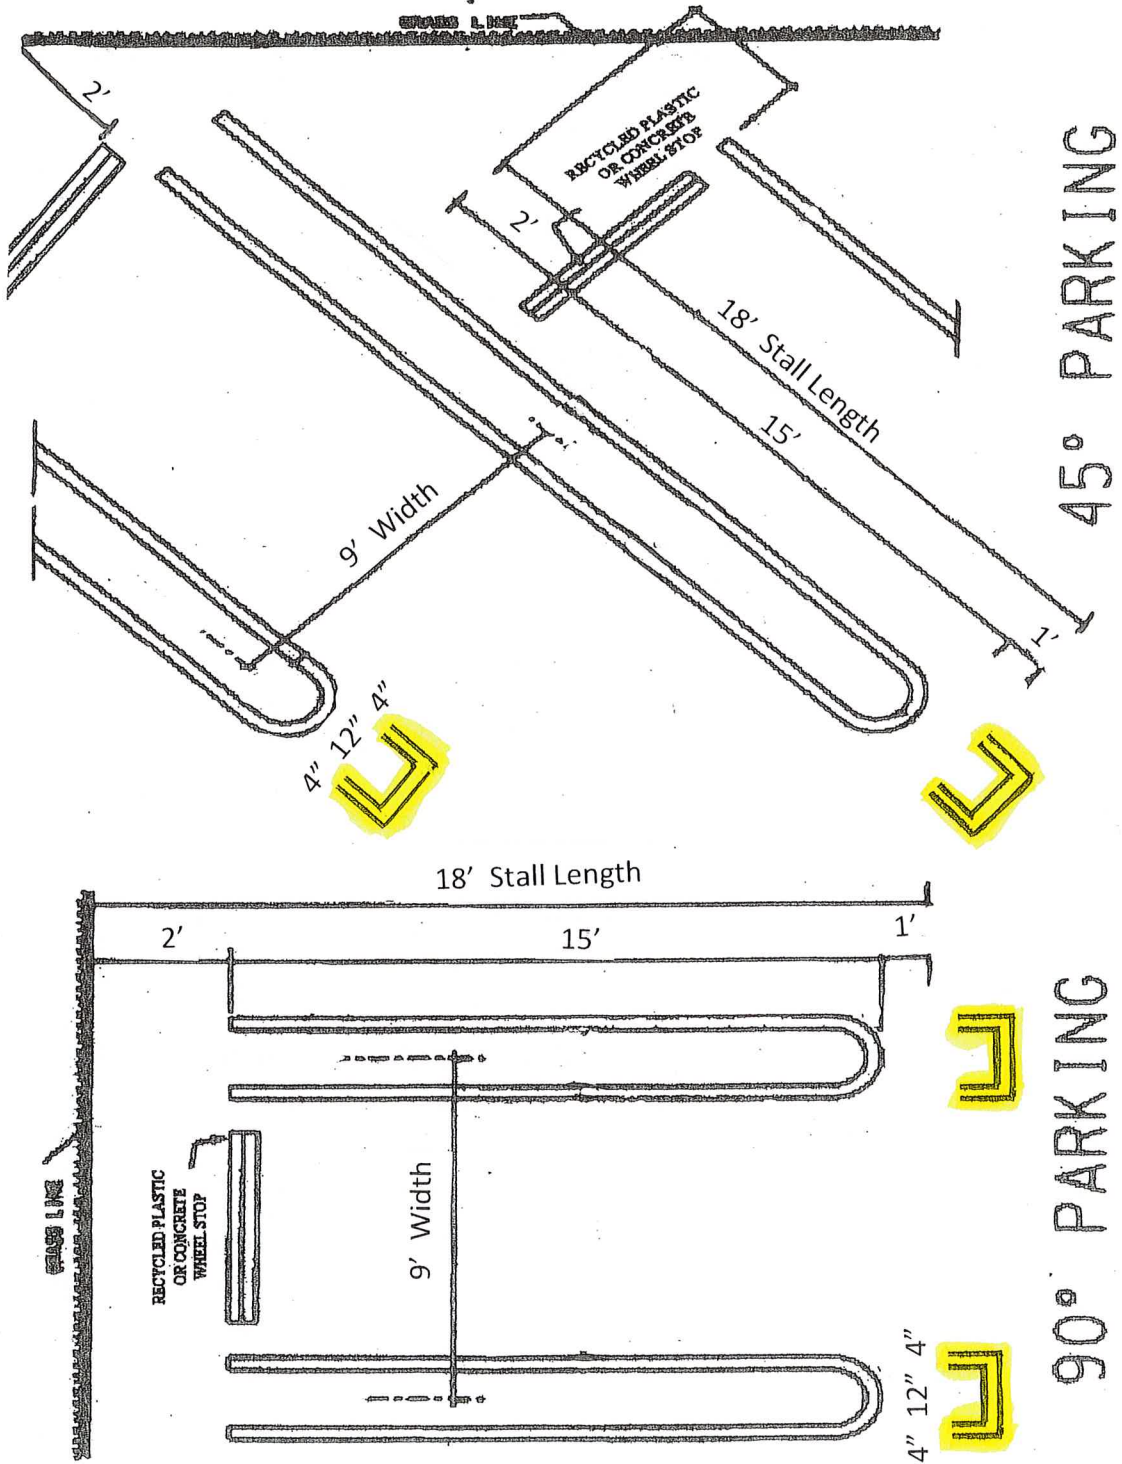 GRASS LINE
2'
RECYCLED PLASTIC
OR CONCRETE
WHEEL STOP
2'
18' Stall Length
15'
1'
9' Width
4" 12" 4"
45° PARKING
18' Stall Length
2'
15'
1'
GRASS LINE
RECYCLED PLASTIC
OR CONCRETE
WHEEL STOP
9' Width
4" 12" 4"
90° PARKING